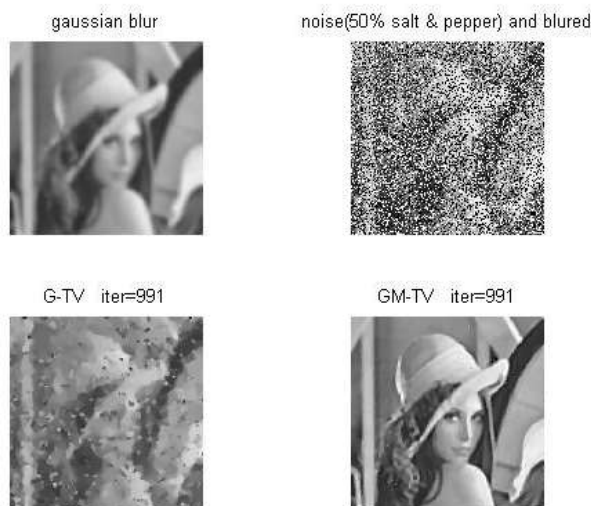 gaussian blur
noise(50% salt & pepper) and blured
G-TV iter=991
GM-TV iter=991